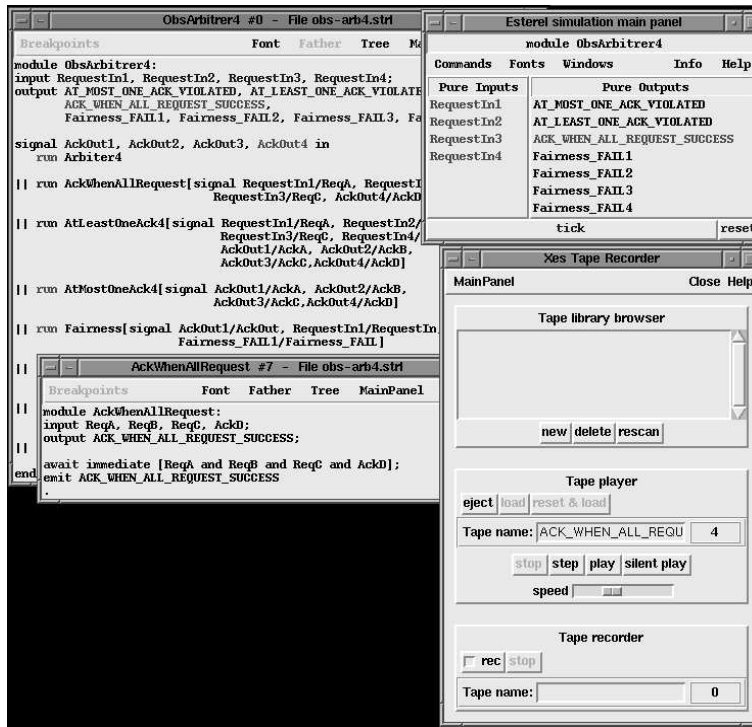 ObsArbitrer4 #0 - File obs-arb4.strl
Breakpoints Font Father Tree
module ObsArbitrer4:
input RequestIn1, RequestIn2, RequestIn3, RequestIn4;
output AT_MOST_ONE_ACK_VIOLATED, AT_LEAST_ONE_ACK_VIOLATE
ACK_WHEN_ALL_REQUEST_SUCCESS,
Fairness_FAIL1, Fairness_FAIL2, Fairness_FAIL3, Fa
signal AckOut1, AckOut2, AckOut3, AckOut4 in
run Arbiter4
|| run AckWhenAllRequest[signal RequestIn1/ReqA, RequestI
RequestIn3/ReqC, AckOut4/AckD
|| run AtLeastOneAck4[signal RequestIn1/ReqA, RequestIn2/
RequestIn3/ReqC, RequestIn4/
AckOut1/AckA, AckOut2/AckB,
AckOut3/AckC,AckOut4/AckD]
|| run AtMostOneAck4[signal AckOut1/AckA, AckOut2/AckB,
AckOut3/AckC,AckOut4/AckD]
|| run Fairness[signal AckOut1/AckOut, RequestIn1/RequestIn
Fairness_FAIL1/Fairness_FAIL]
||
||
||
end
AckWhenAllRequest #7 - File obs-arb4.strl
Breakpoints Font Father Tree MainPanel
module AckWhenAllRequest:
input ReqA, ReqB, ReqC, AckD;
output ACK_WHEN_ALL_REQUEST_SUCCESS;
await immediate [ReqA and ReqB and ReqC and AckD];
emit ACK_WHEN_ALL_REQUEST_SUCCESS
.
Esterel simulation main panel
module ObsArbitrer4
Commands Fonts Windows Info Help
Pure Inputs Pure Outputs
RequestIn1 AT_MOST_ONE_ACK_VIOLATED
RequestIn2 AT_LEAST_ONE_ACK_VIOLATED
RequestIn3 ACK_WHEN_ALL_REQUEST_SUCCESS
RequestIn4 Fairness_FAIL1
Fairness_FAIL2
Fairness_FAIL3
Fairness_FAIL4
tick reset
Xes Tape Recorder
MainPanel Close Help
Tape library browser
new delete rescan
Tape player
eject load reset & load
Tape name: ACK_WHEN_ALL_REQU 4
stop step play silent play
speed
Tape recorder
rec stop
Tape name: 0